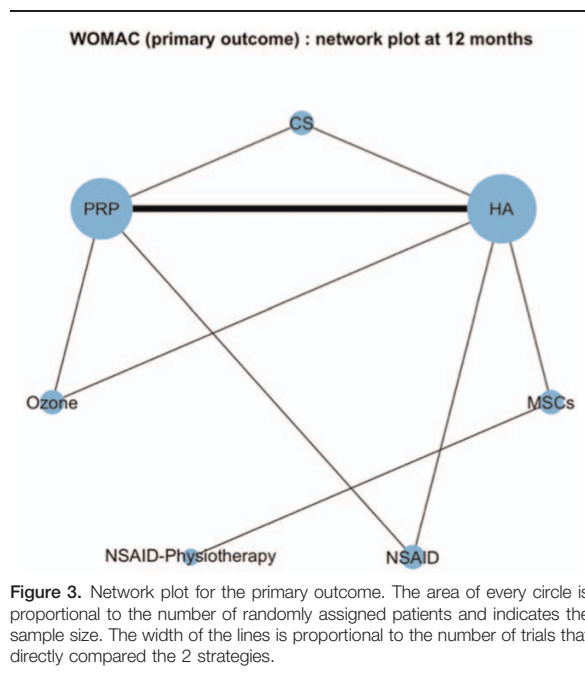 WOMAC (primary outcome) : network plot at 12 months
CS
PRP
HA
Ozone
MSCs
NSAID-Physiotherapy
NSAID
Figure 3. Network plot for the primary outcome. The area of every circle is
proportional to the number of randomly assigned patients and indicates the
sample size. The width of the lines is proportional to the number of trials tha
directly compared the 2 strategies.